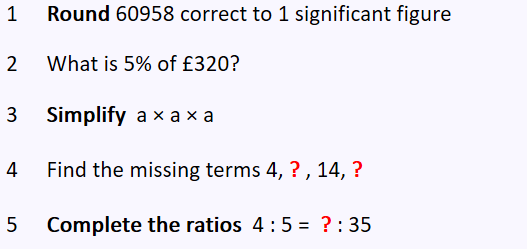 1 Round 60958 correct to 1 significant figure
2 What is 5% of £320?
3 Simplify a × a × a
4 Find the missing terms 4, ? , 14, ?
5 Complete the ratios 4 : 5 = ? : 35